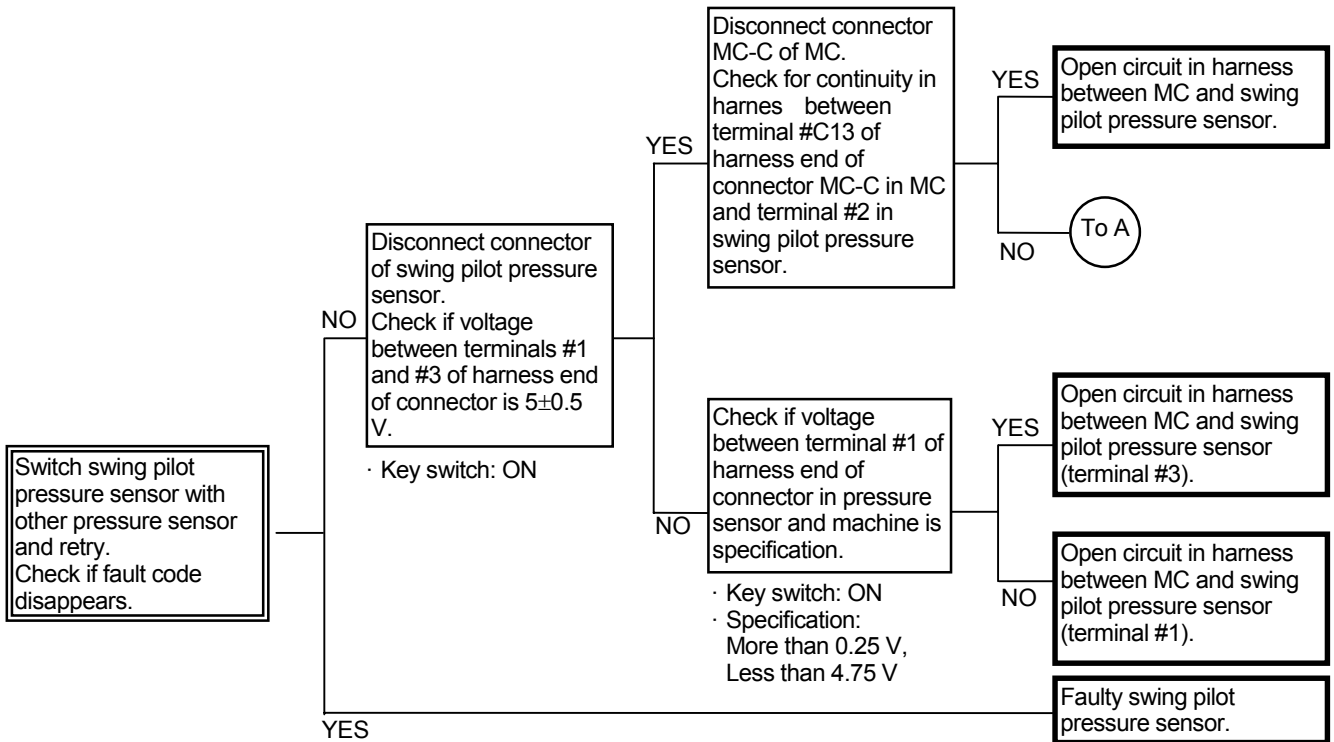 Switch swing pilot
pressure sensor with
other pressure sensor
and retry.
Check if fault code
disappears.
NO
Disconnect connector
of swing pilot pressure
sensor.
Check if voltage
between terminals #1
and #3 of harness end
of connector is 5±0.5
V.
· Key switch: ON
YES
Disconnect connector
MC-C of MC.
Check for continuity in
harnes between
terminal #C13 of
harness end of
connector MC-C in MC
and terminal #2 in
swing pilot pressure
sensor.
YES
Open circuit in harness
between MC and swing
pilot pressure sensor.
NO
To A
NO
Check if voltage
between terminal #1 of
harness end of
connector in pressure
sensor and machine is
specification.
· Key switch: ON
· Specification:
More than 0.25 V,
Less than 4.75 V
YES
Open circuit in harness
between MC and swing
pilot pressure sensor
(terminal #3).
NO
Open circuit in harness
between MC and swing
pilot pressure sensor
(terminal #1).
YES
Faulty swing pilot
pressure sensor.